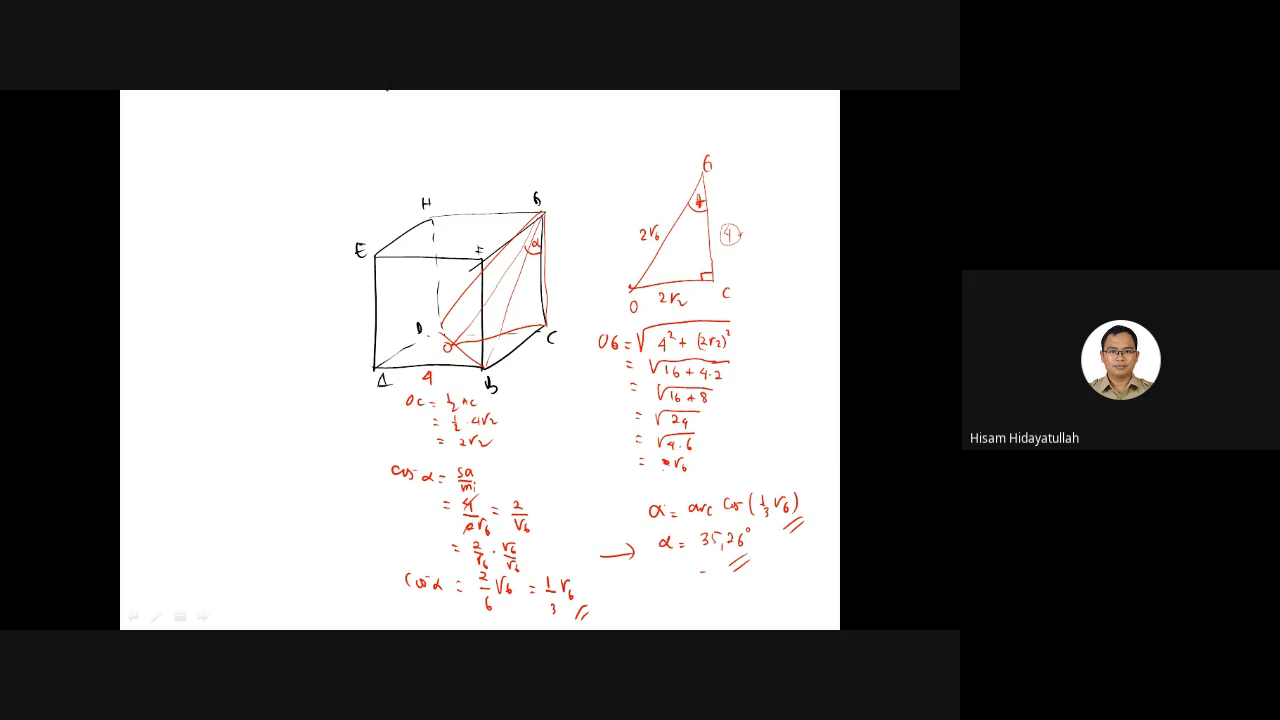 H
G
E
F
α
D
O
C
A
4
B
OC = ½ AC
= ½ · 4√2
= 2√2
cos α = sa/mi
= 4/2√6 = 2/√6
= 2/√6 · √6/√6
cos α = 2/6 √6 = 1/3 √6
G
α
2√6
4
O
2√2
C
OG = √(4² + (2√2)²)
= √(16 + 4.2)
= √(16 + 8)
= √24
= √(4.6)
= 2√6
α = arc cos (1/3 √6)
α = 35,26°
Hisam Hidayatullah